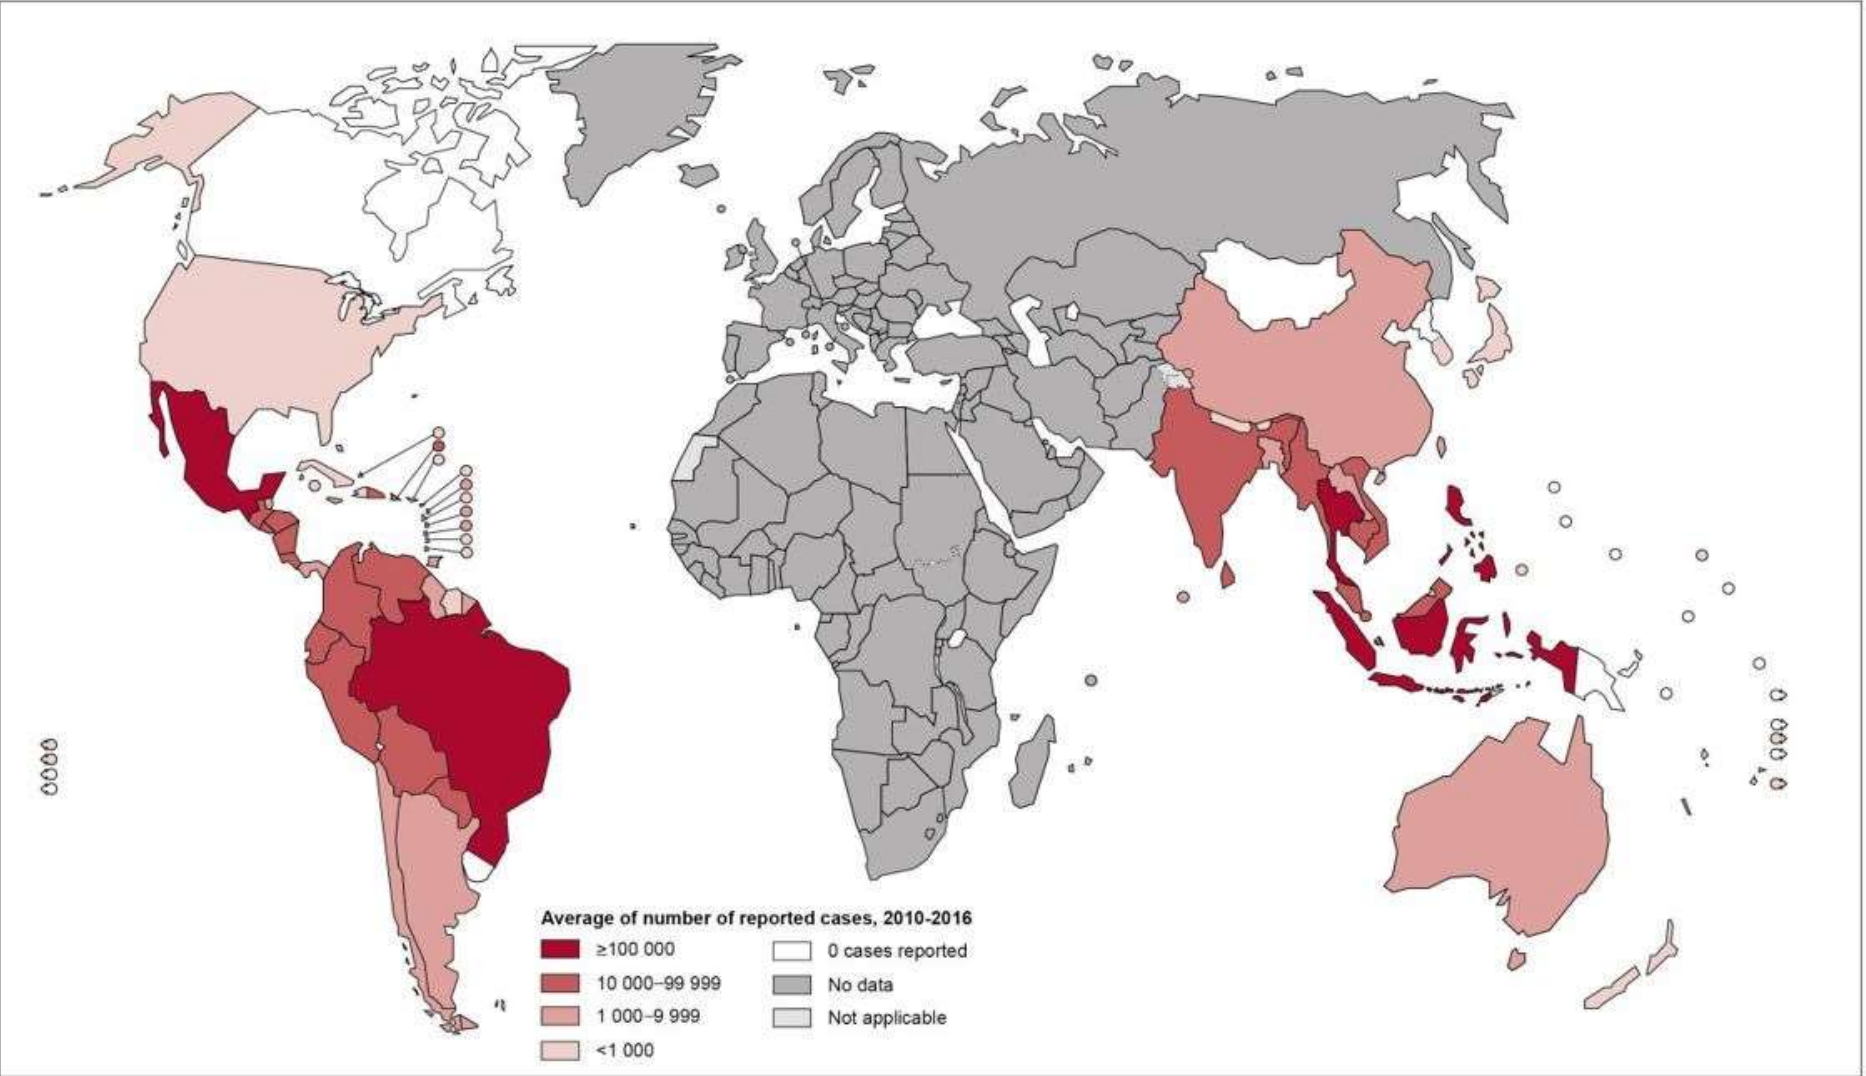 Average of number of reported cases, 2010-2016
≥100 000
10 000–99 999
1 000–9 999
<1 000
0 cases reported
No data
Not applicable